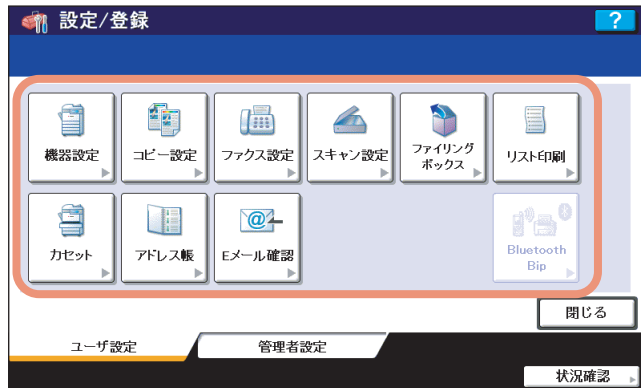 設定/登録
?
機器設定
コピー設定
ファクス設定
スキャン設定
ファイリング
ボックス
リスト印刷
カセット
アドレス帳
@
Eメール確認
Bluetooth
Bip
閉じる
ユーザ設定
管理者設定
状況確認